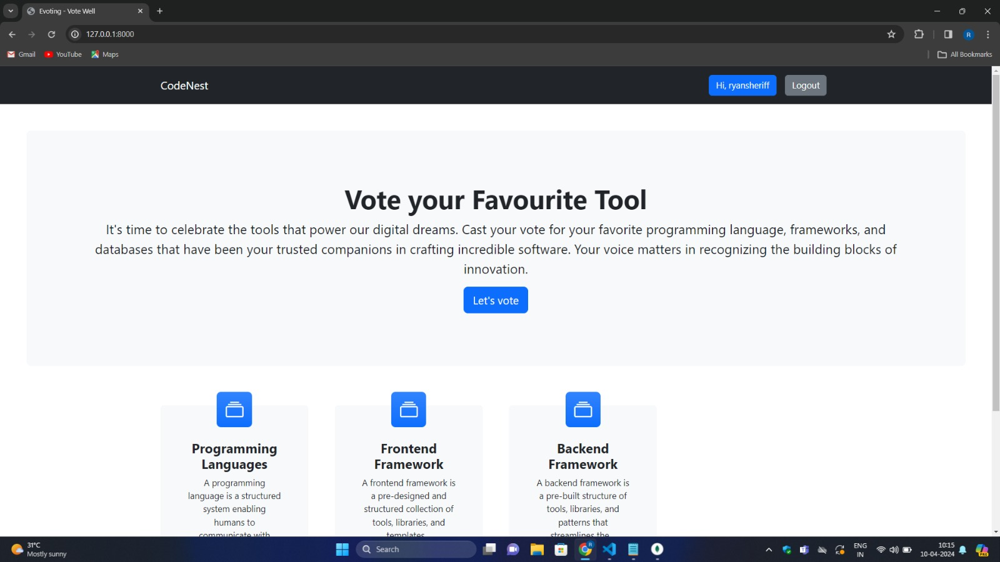 Evoting - Vote Well
127.0.0.1:8000
R
Gmail
YouTube
Maps
All Bookmarks
CodeNest
Hi, ryansheriff
Logout
Vote your Favourite Tool
It's time to celebrate the tools that power our digital dreams. Cast your vote for your favorite programming language, frameworks, and
databases that have been your trusted companions in crafting incredible software. Your voice matters in recognizing the building blocks of
innovation.
Let's vote
Programming
Languages
A programming
language is a structured
system enabling
humans to
communicate with
Frontend
Framework
A frontend framework is
a pre-designed and
structured collection of
tools, libraries, and
templates
Backend
Framework
A backend framework is
a pre-built structure of
tools, libraries, and
patterns that
streamlines the
31°C
Mostly sunny
Search
R
ENG
IN
10:15
10-04-2024
PRE